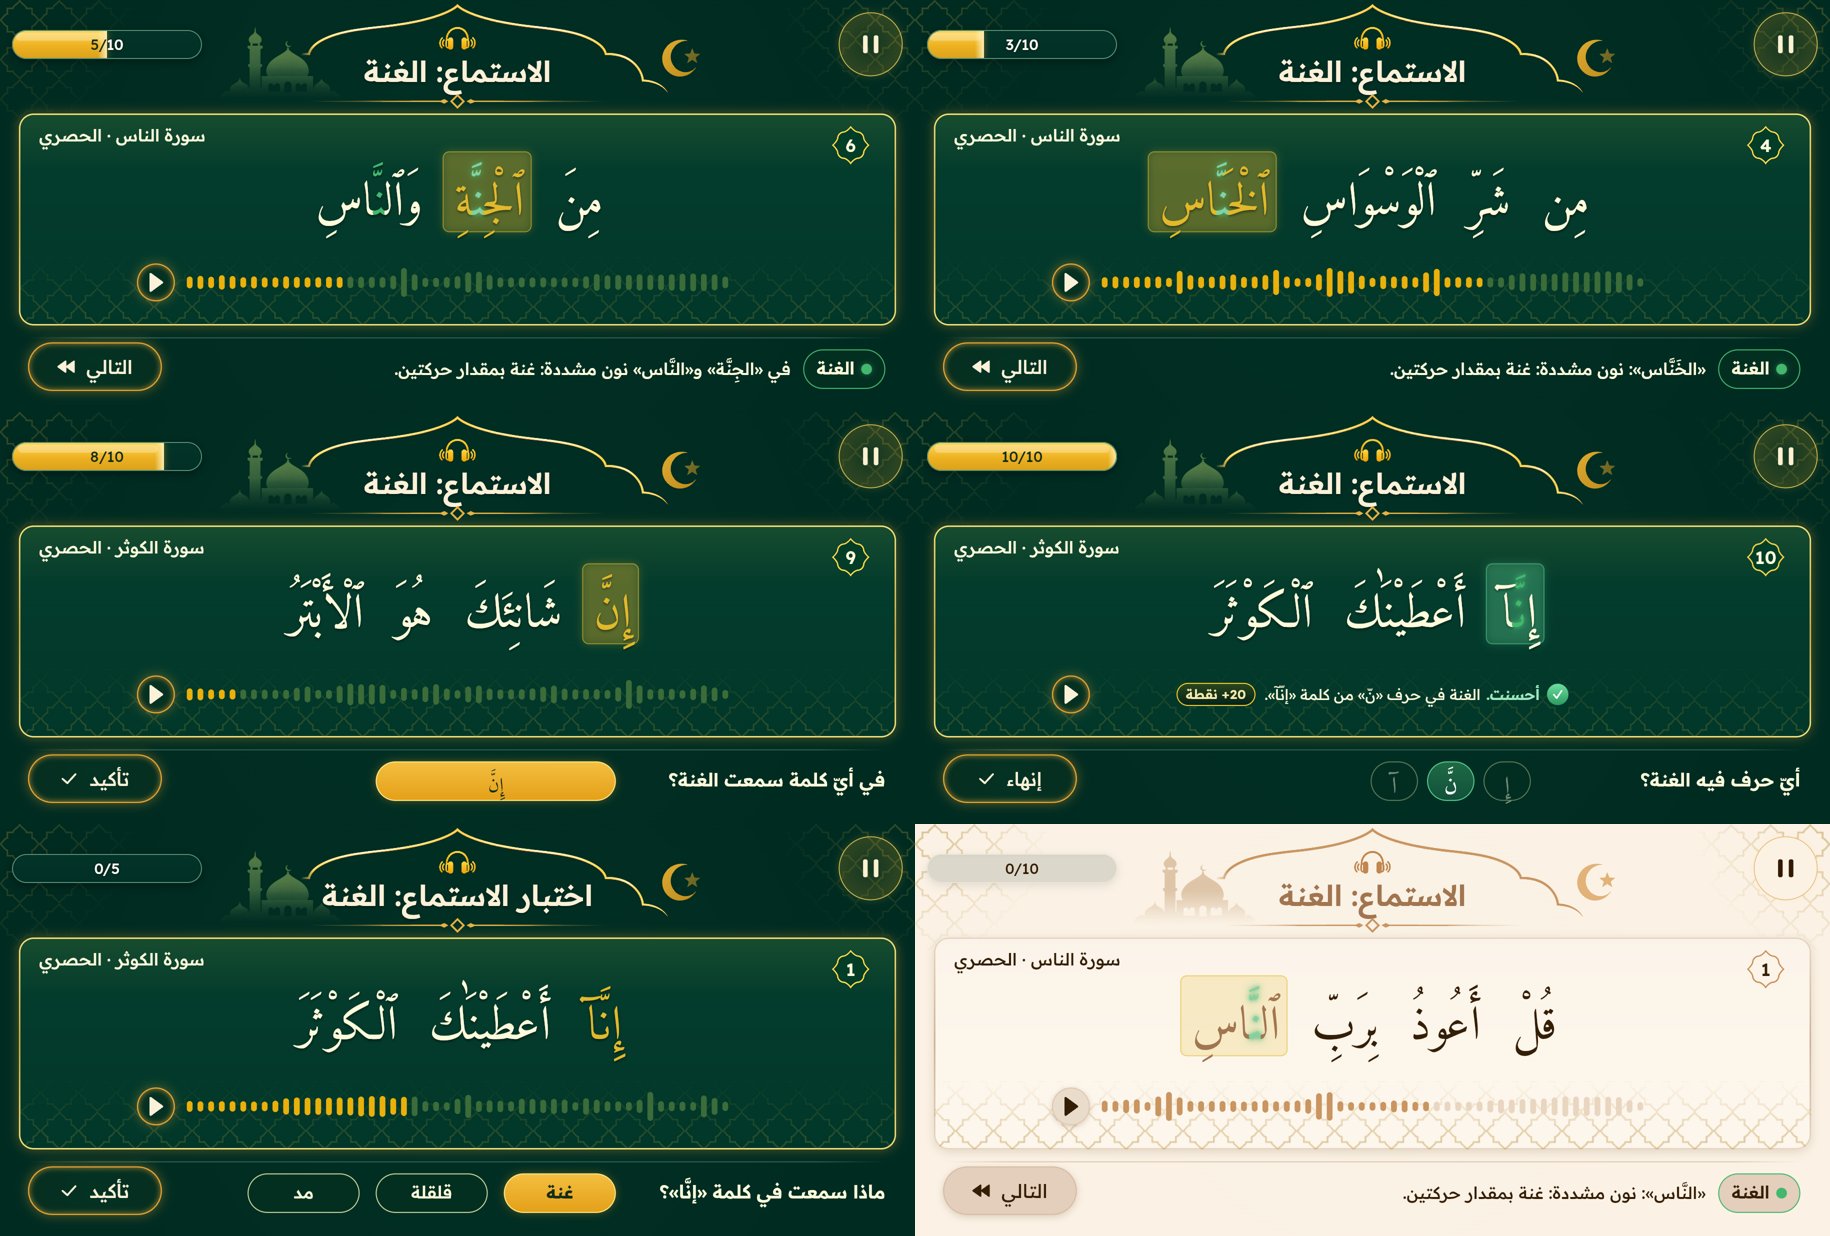 5/10
الاستماع: الغنة
6
سورة الناس · الحصري
مِنَ ٱلْجِنَّةِ وَٱلنَّاسِ
الغنة
في «الجِنَّة» و«النَّاس» نون مشددة: غنة بمقدار حركتين.
التالي
3/10
الاستماع: الغنة
4
سورة الناس · الحصري
مِن شَرِّ ٱلْوَسْوَاسِ ٱلْخَنَّاسِ
الغنة
«الخَنَّاس»: نون مشددة: غنة بمقدار حركتين.
التالي
8/10
الاستماع: الغنة
9
سورة الكوثر · الحصري
إِنَّ شَانِئَكَ هُوَ ٱلْأَبْتَرُ
في أيّ كلمة سمعت الغنة؟
إِنَّ
تأكيد
10/10
الاستماع: الغنة
10
سورة الكوثر · الحصري
إِنَّآ أَعْطَيْنَٰكَ ٱلْكَوْثَرَ
أحسنت. الغنة في حرف «نّ» من كلمة «إنّآ».
+20 نقطة
أيّ حرف فيه الغنة؟
إِ
نَّ
آ
إنهاء
0/5
اختبار الاستماع: الغنة
1
سورة الكوثر · الحصري
إِنَّآ أَعْطَيْنَٰكَ ٱلْكَوْثَرَ
ماذا سمعت في كلمة «إنَّا»؟
غنة
قلقلة
مد
تأكيد
0/10
الاستماع: الغنة
1
سورة الناس · الحصري
قُلْ أَعُوذُ بِرَبِّ ٱلنَّاسِ
الغنة
«النَّاس»: نون مشددة: غنة بمقدار حركتين.
التالي